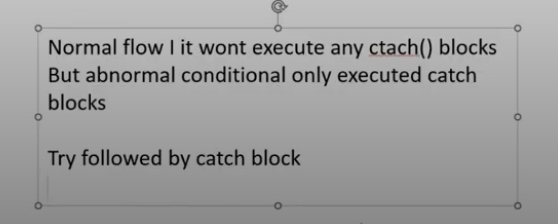 Normal flow I it wont execute any ctach() blocks
But abnormal conditional only executed catch
blocks
Try followed by catch block